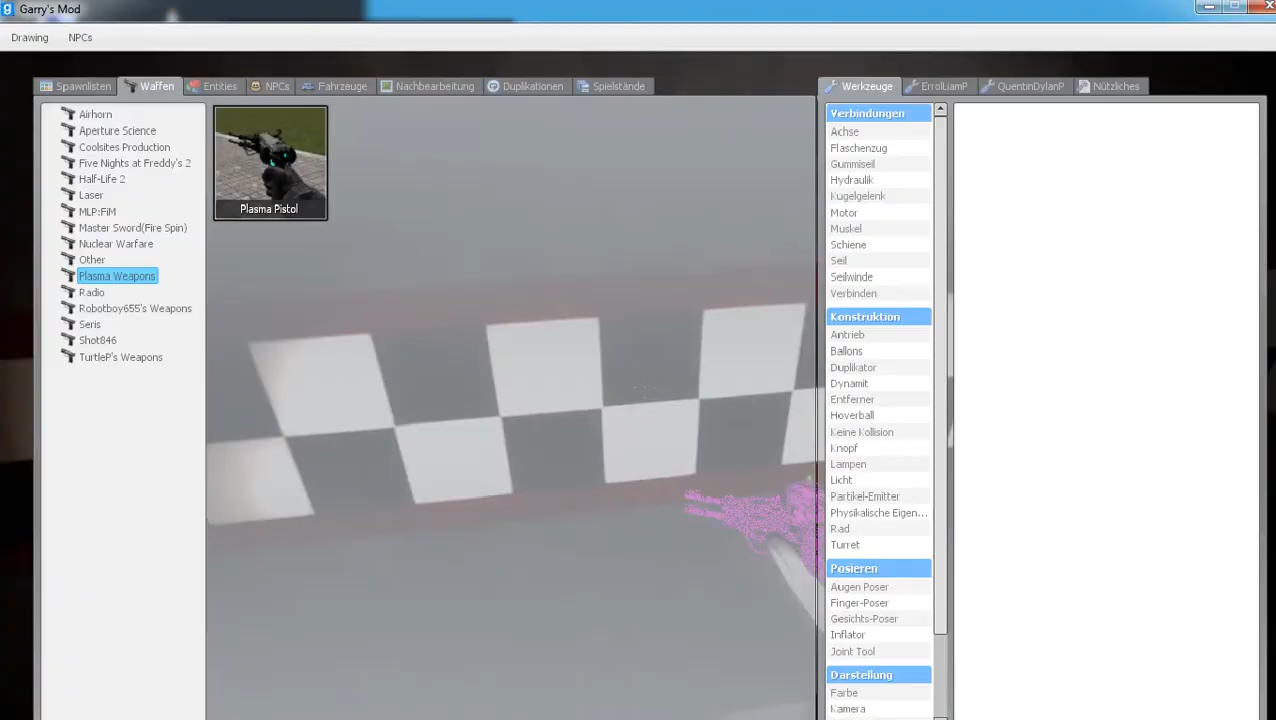 Garry's Mod
Drawing NPCs
Spawnlisten Waffen Entities NPCs Fahrzeuge Nachbearbeitung Duplikationen Spielstände
Werkzeuge ErrolLiamP QuentinDylanP Nützliches
Airhorn
Aperture Science
Coolsites Production
Five Nights at Freddy's 2
Half-Life 2
Laser
MLP:FiM
Master Sword(Fire Spin)
Nuclear Warfare
Other
Plasma Weapons
Radio
Robotboy655's Weapons
Seris
Shot846
TurtleP's Weapons
Plasma Pistol
Verbindungen
Achse
Flaschenzug
Gummiseil
Hydraulik
Kugelgelenk
Motor
Muskel
Schiene
Seil
Seilwinde
Verbinden
Konstruktion
Antrieb
Ballons
Duplikator
Dynamit
Entferner
Hoverball
Keine Kollision
Knopf
Lampen
Licht
Partikel-Emitter
Physikalische Eigen...
Rad
Turret
Posieren
Augen Poser
Finger-Poser
Gesichts-Poser
Inflator
Joint Tool
Darstellung
Farbe
Kamera